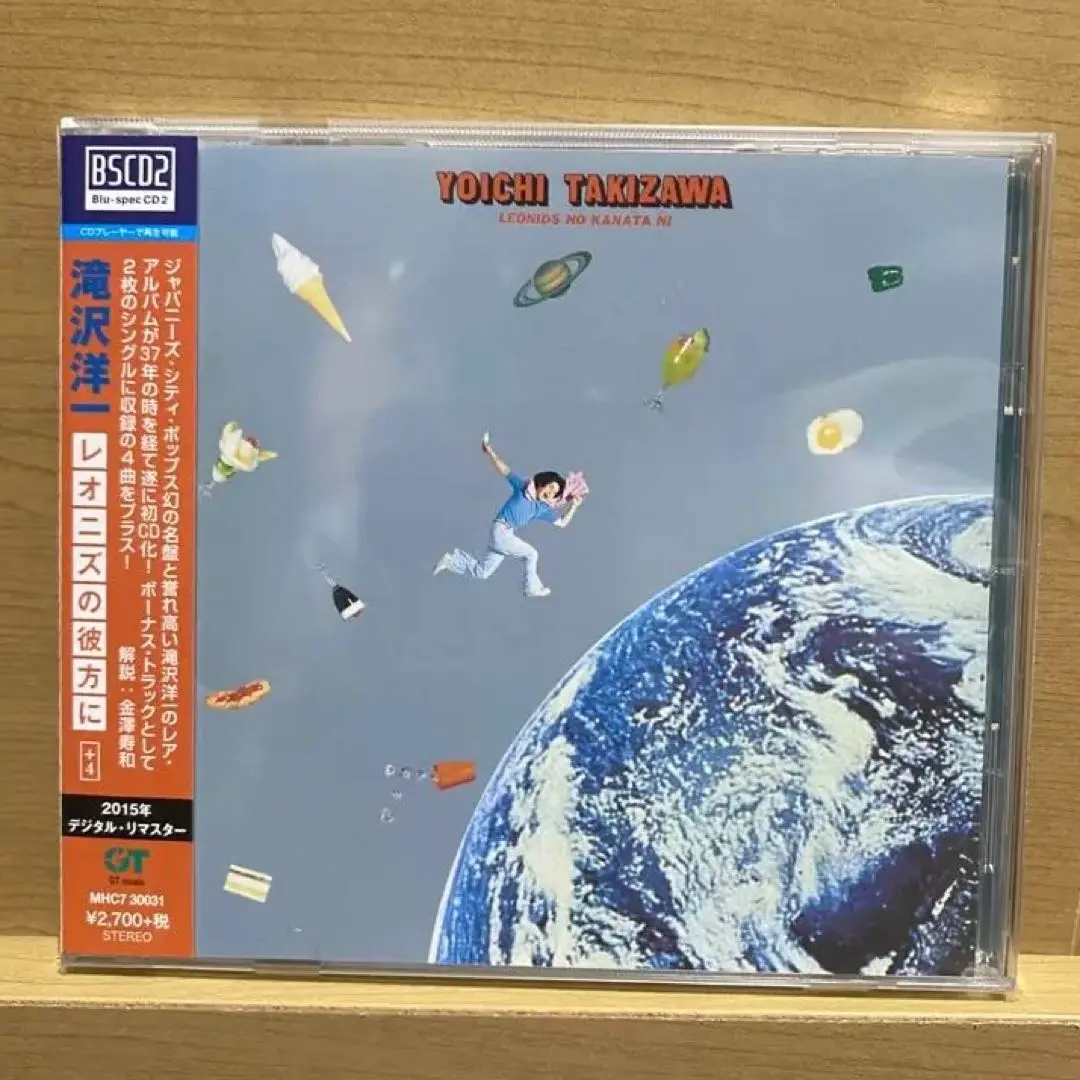 BSCD2
Blu-spec CD 2
CDプレーヤーで再生可能
YOICHI TAKIZAWA
LEONIDS NO KANATA NI
ジャパニーズ・シティ・ポップス幻の名盤と誉れ高い滝沢洋一のレア・
アルバムが37年の時を経て遂に初CD化! ボーナス・トラックとして
2枚のシングルに収録の4曲をプラス!
解説:金澤寿和
滝沢洋一
レオニズの彼方に
+4
2015年
デジタル・リマスター
GT
GT music
MHC7 30031
¥2,700+税
STEREO